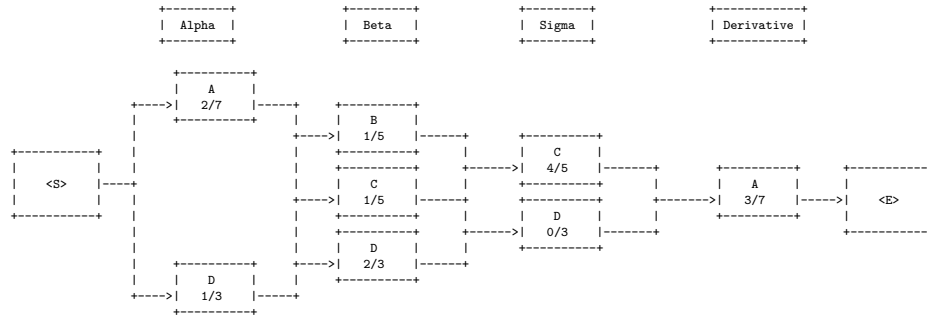 Alpha
Beta
Sigma
Derivative
A
2/7
B
1/5
C
4/5
<S>
C
1/5
A
3/7
<E>
D
0/3
D
2/3
D
1/3